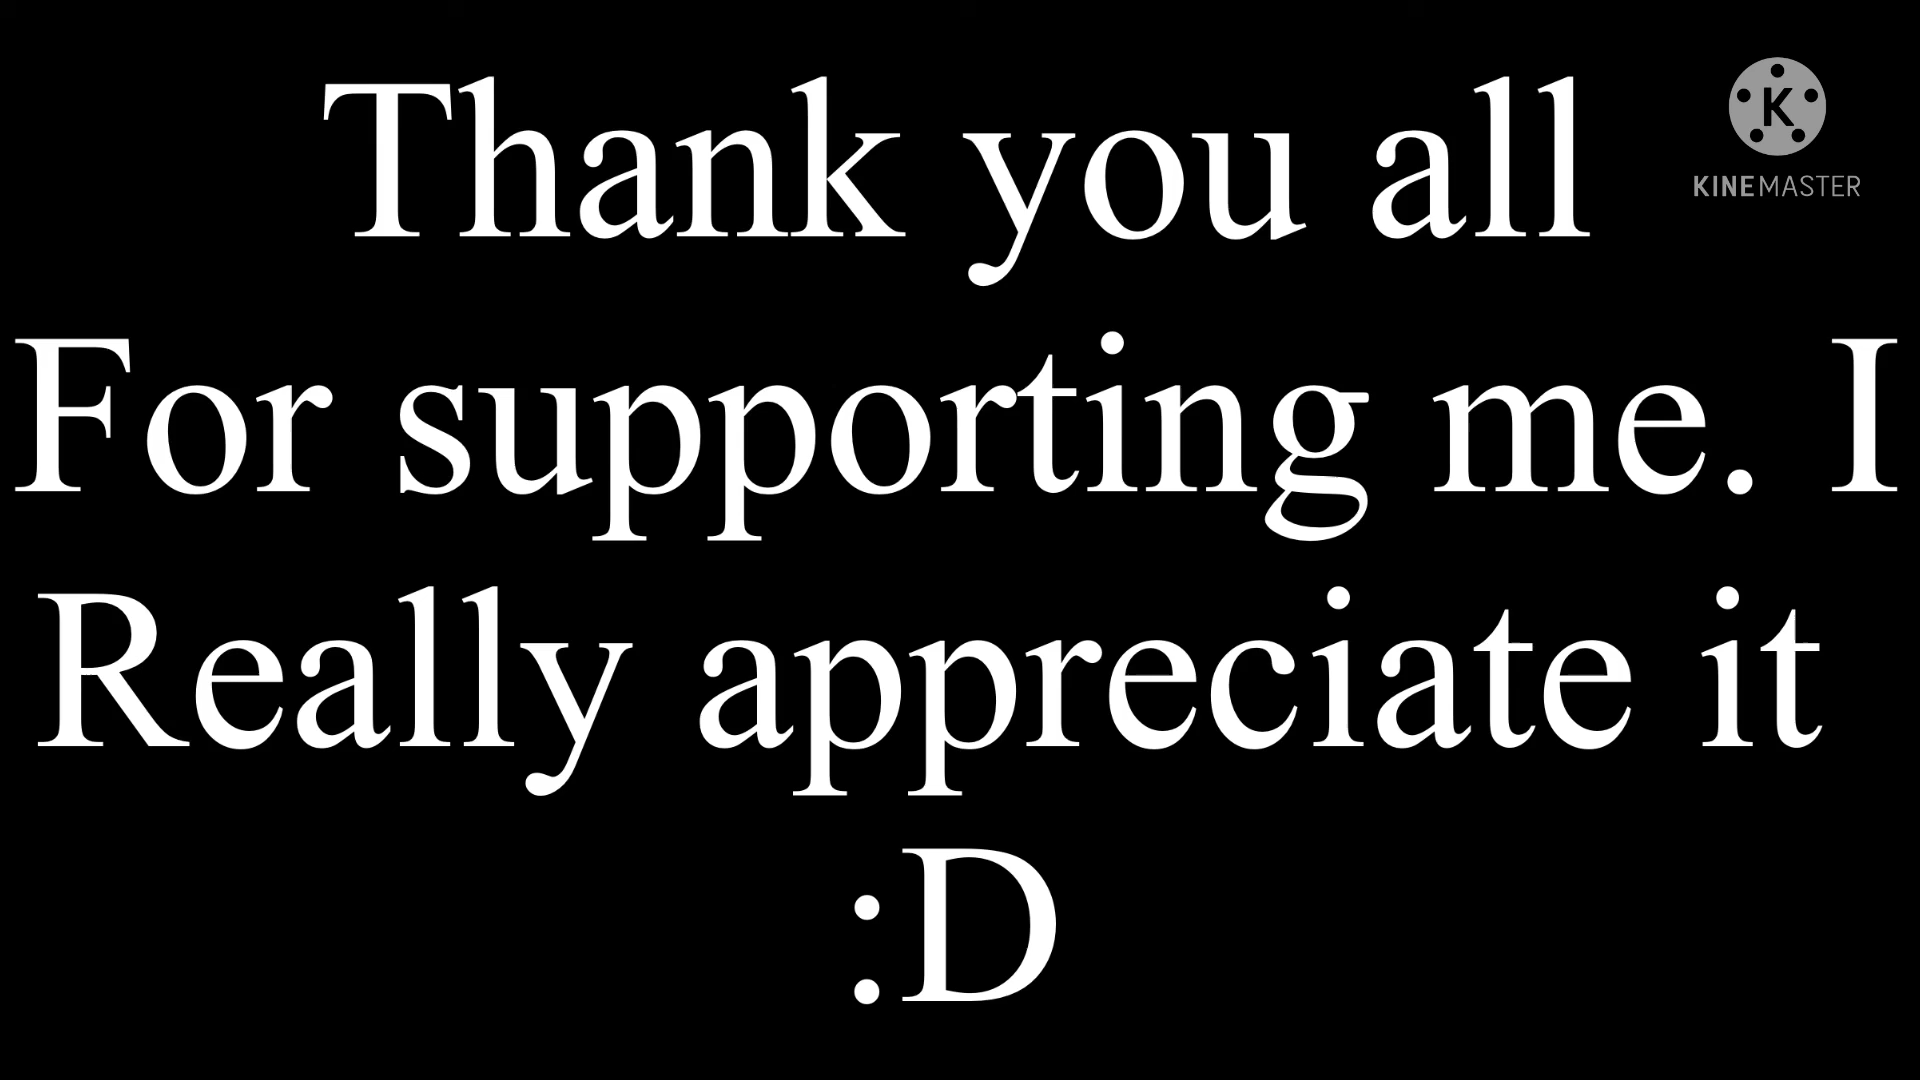 Thank you all
For supporting me. I
Really appreciate it
:D
K
KINEMASTER